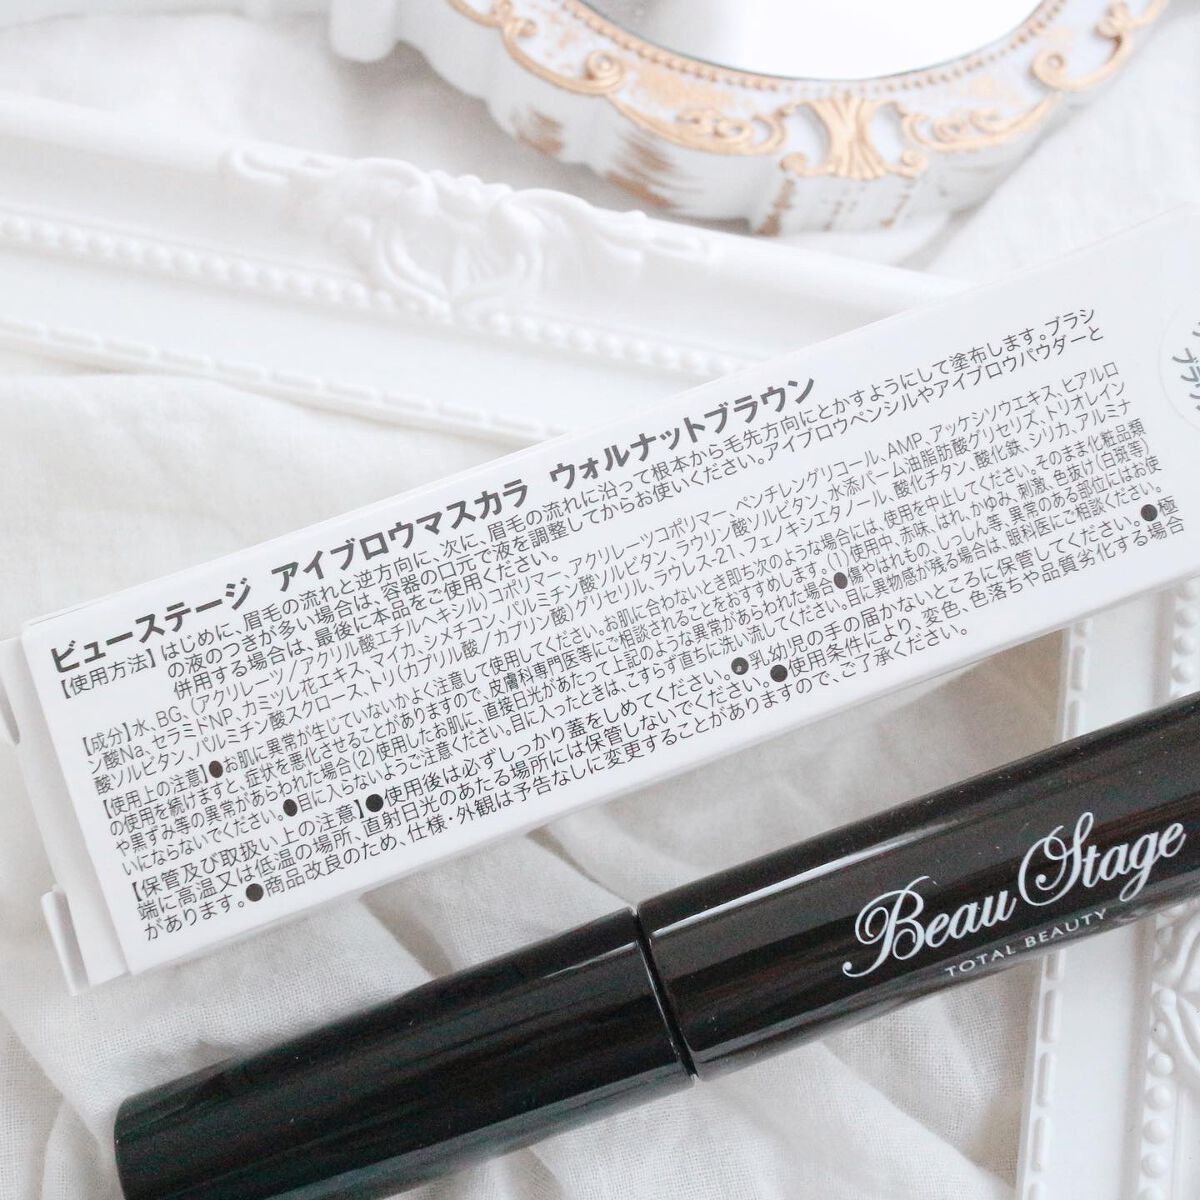 ビューステージ アイブロウマスカラ ウォルナットブラウン
【使用方法】はじめに、眉毛の流れと逆方向に、次に、眉毛の流れに沿って根本から毛先方向にとかすようにして塗布します。ブラシ
の液のつきが多い場合は、容器の口元で液を調整してからお使いください。アイブロウペンシルやアイブロウパウダーと
併用する場合は、最後に本品をご使用ください。
【成分】水、BG、(アクリレーツ/アクリル酸エチルヘキシル)コポリマー、アクリレーツコポリマー、ペンチレングリコール、AMP、アッケシソウエキス、ヒアルロ
ン酸Na、セラミドNP、カミツレ花エキス、マイカ、シメチコン、パルミチン酸ソルビタン、ラウリン酸ソルビタン、水添パーム油脂肪酸グリセリズ、トリオレイン
酸ソルビタン、パルミチン酸スクロース、トリ(カプリル酸/カプリン酸)グリセリル、ラウレス-21、フェノキシエタノール、酸化チタン、酸化鉄、シリカ、アルミナ
【使用上の注意】●お肌に異常が生じていないかよく注意して使用してください。お肌に合わないとき即ち次のような場合には、使用を中止してください。そのまま化粧品類
の使用を続けますと、症状を悪化させることがありますので、皮膚科専門医等にご相談されることをおすすめします。(1)使用中、赤味、はれ、かゆみ、刺激、色抜け(白斑等)
や黒ずみ等の異常があらわれた場合(2)使用したお肌に、直接日光があたって上記のような異常があらわれた場合●傷やはれもの、しっしん等、異常のある部位にはお使
いにならないでください。●目に入らないようご注意ください。目に入ったときは、こすらず直ちに洗い流してください。目に異物感が残る場合は、眼科医にご相談ください。
【保管及び取扱い上の注意】●使用後は必ずしっかり蓋をしめてください。●乳幼児の手の届かないところに保管してください。●極
端に高温又は低温の場所、直射日光のあたる場所には保管しないでください。●使用条件により、変色、色落ちや品質劣化する場合
があります。●商品改良のため、仕様・外観は予告なしに変更することがありますので、ご了承ください。
Beau Stage
TOTAL BEAUTY